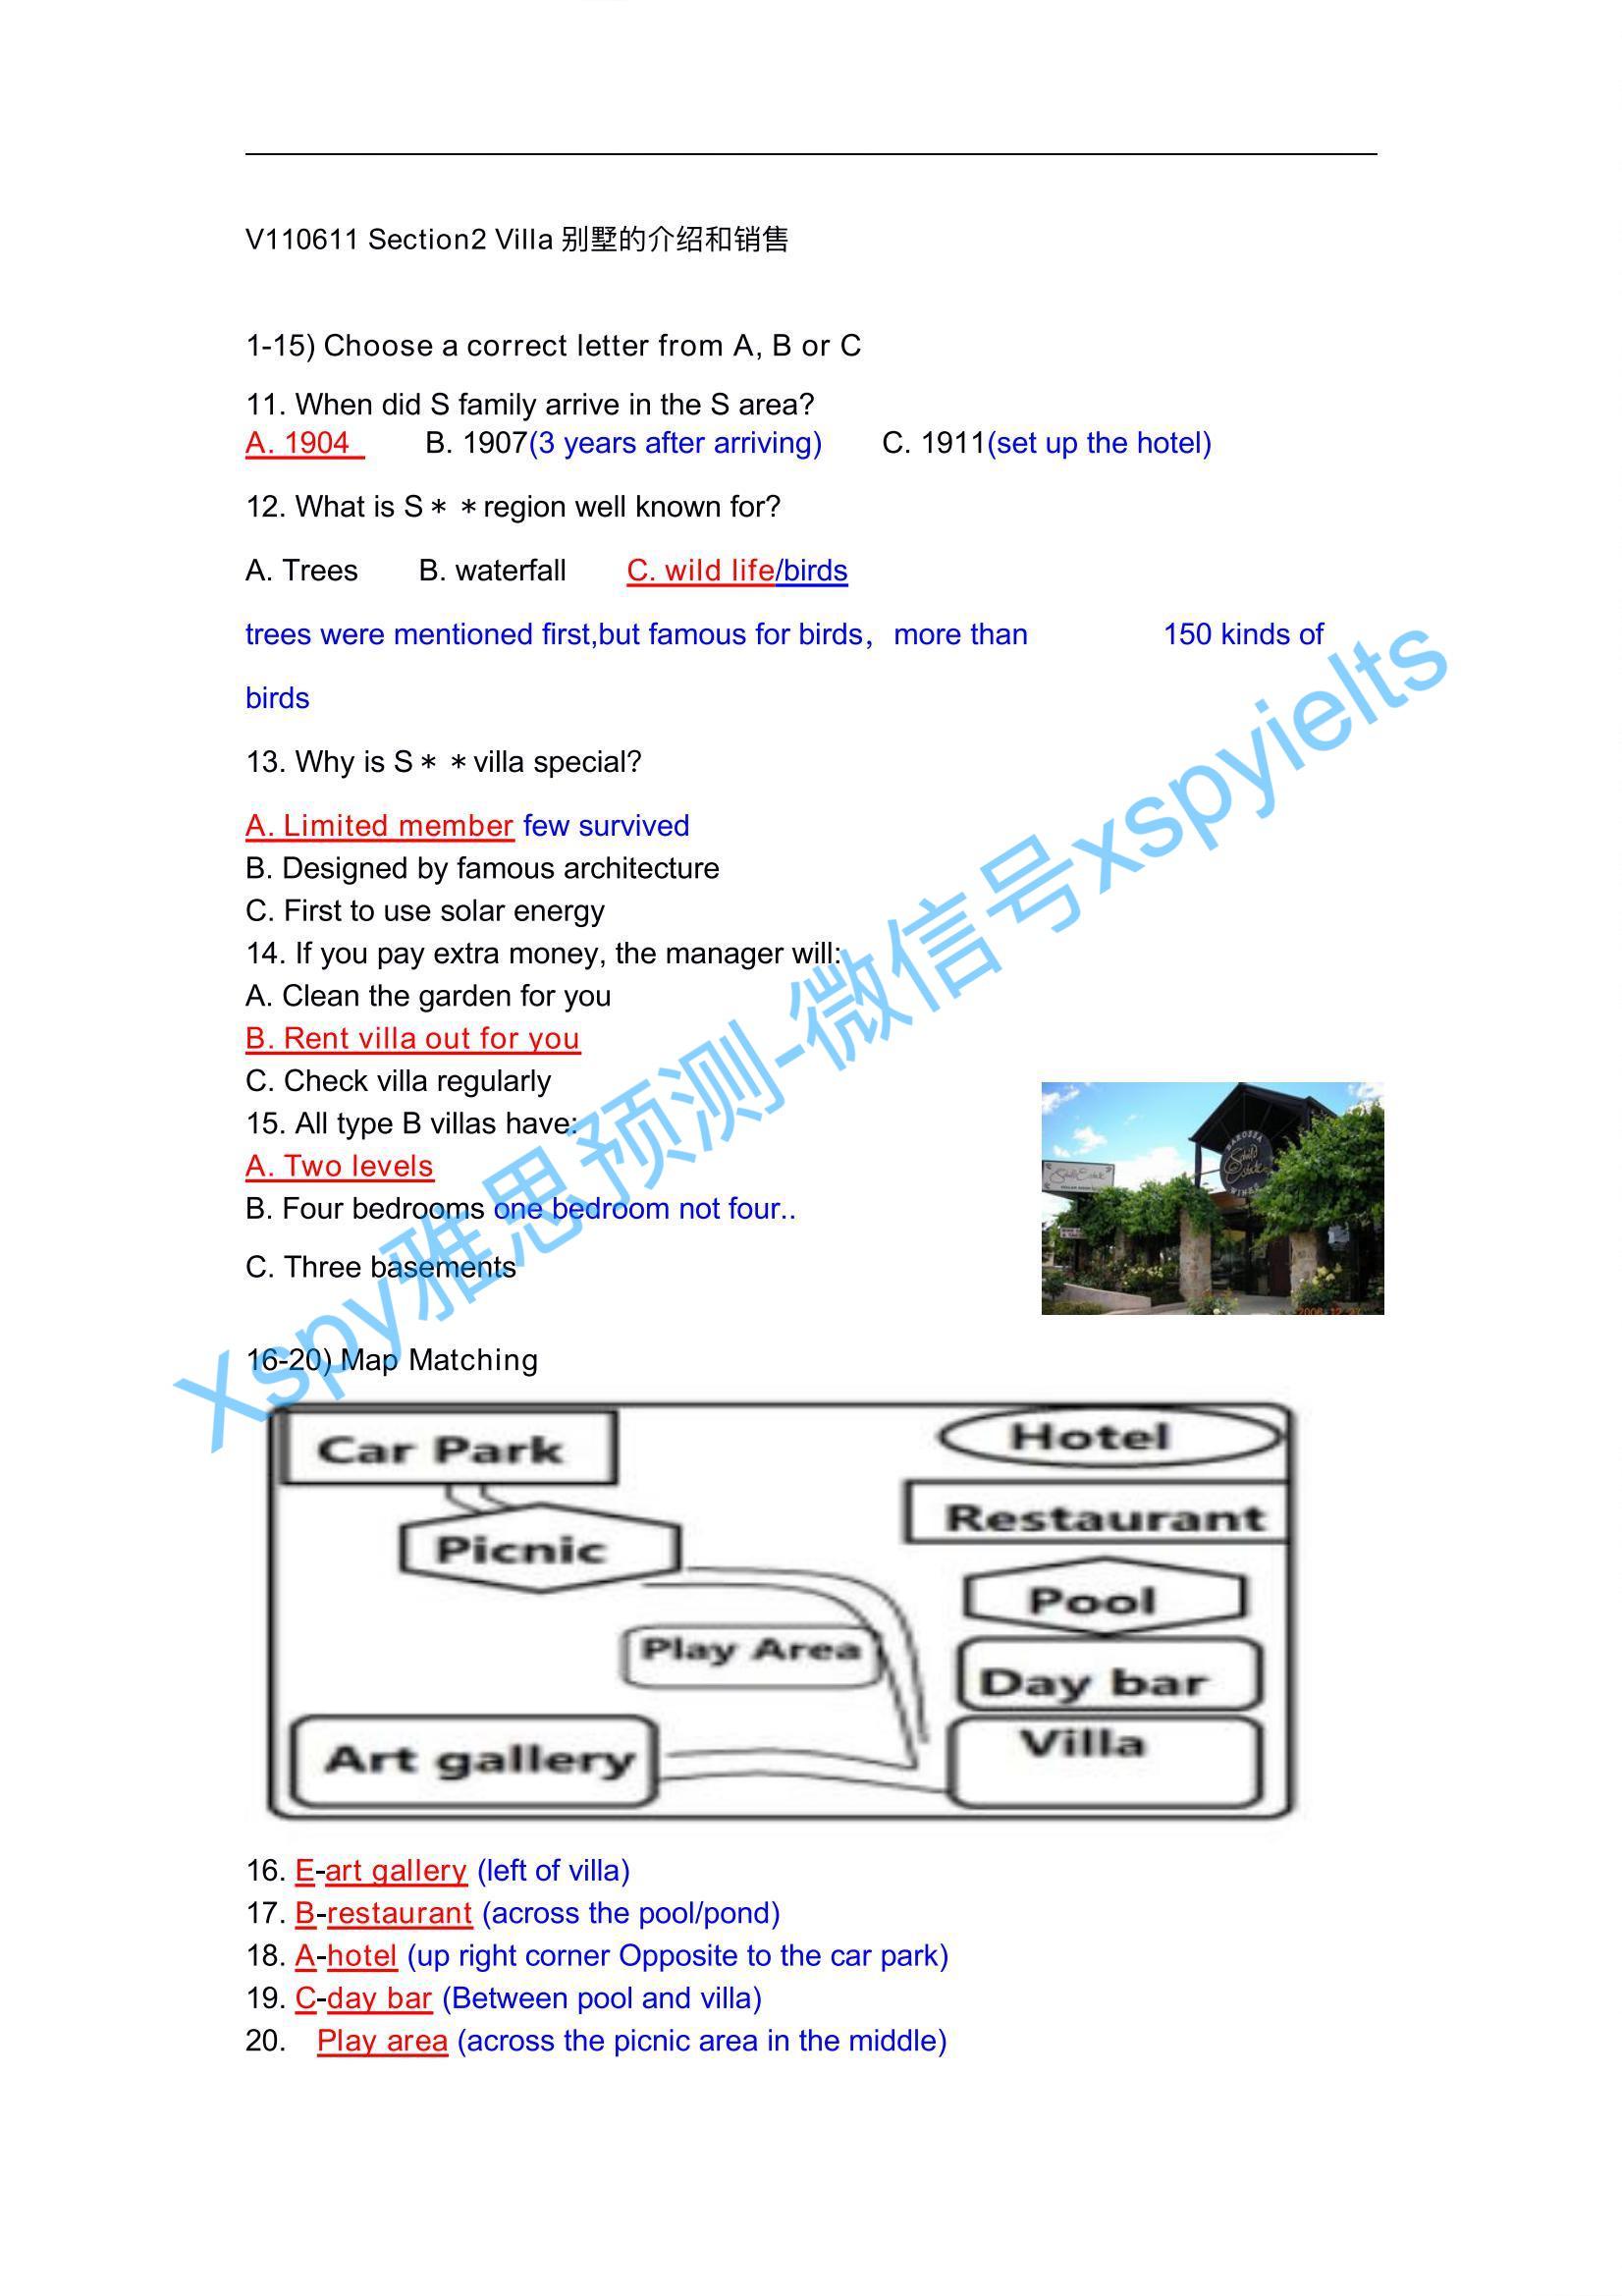 V110611 Section2 Villa 别墅的介绍和销售
1-15) Choose a correct letter from A, B or C
11. When did S family arrive in the S area?
A. 1904 B. 1907(3 years after arriving) C. 1911(set up the hotel)
12. What is S＊＊region well known for?
A. Trees B. waterfall C. wild life/birds
trees were mentioned first,but famous for birds，more than 150 kinds of
birds
13. Why is S＊＊villa special?
A. Limited member few survived
B. Designed by famous architecture
C. First to use solar energy
14. If you pay extra money, the manager will:
A. Clean the garden for you
B. Rent villa out for you
C. Check villa regularly
15. All type B villas have:
A. Two levels
B. Four bedrooms one bedroom not four..
C. Three basements
BAROSSA
Schild Estate
WINES
Schild Estate
2006 12 27
16-20) Map Matching
Car Park
Hotel
Picnic
Restaurant
Pool
Play Area
Day bar
Art gallery
Villa
16. E-art gallery (left of villa)
17. B-restaurant (across the pool/pond)
18. A-hotel (up right corner Opposite to the car park)
19. C-day bar (Between pool and villa)
20. Play area (across the picnic area in the middle)
Xspy雅思预测-微信号xspyielts